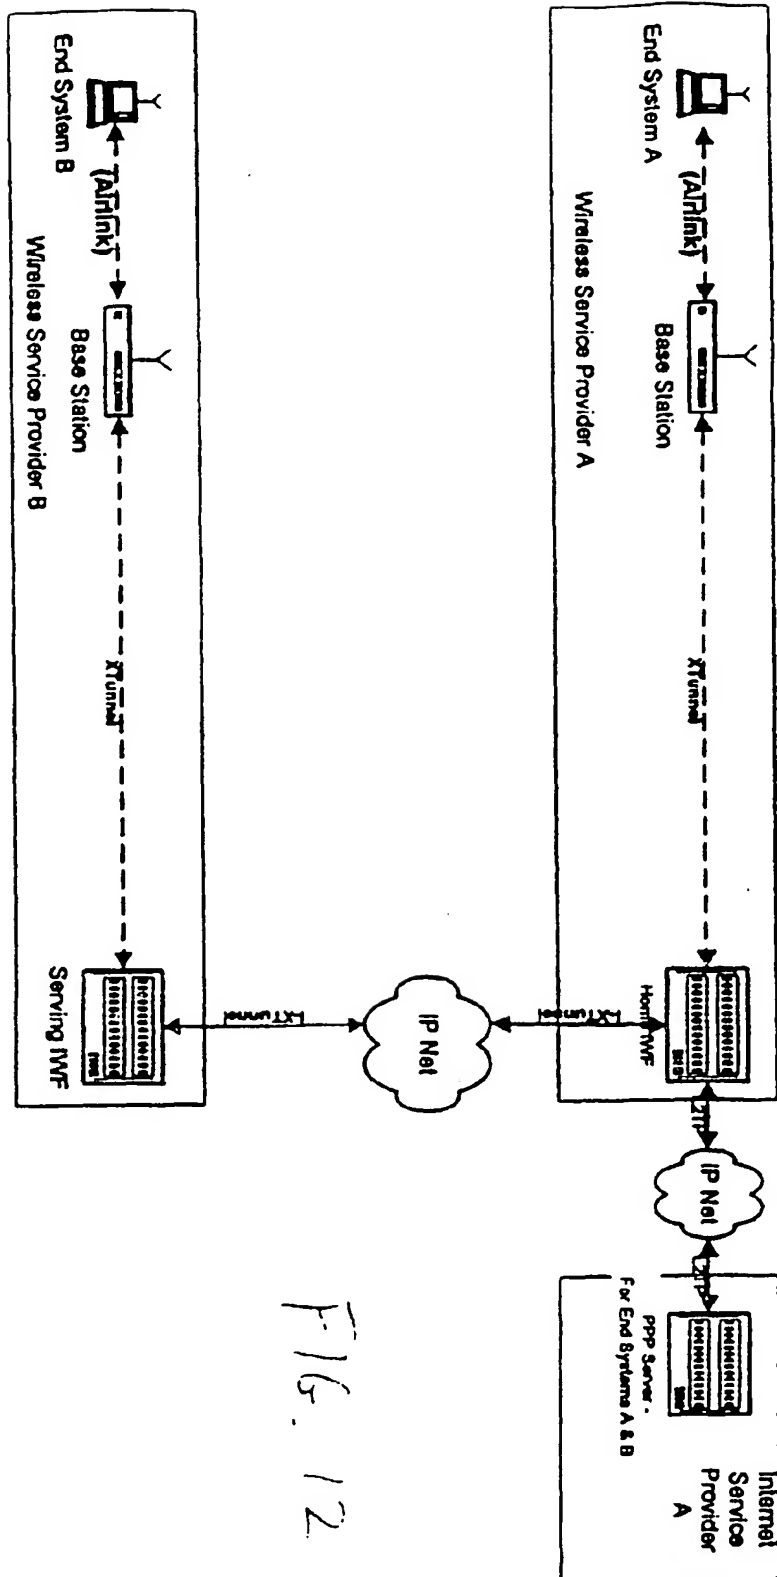 End System A
(Airlink)
Base Station
Wireless Service Provider A
XTunnel
Home IWF
IP Net
PPP Server -
For End Systems A & B
Internet
Service
Provider
A
I-XTunnel
IP Net
I-XTunnel
End System B
(Airlink)
Base Station
Wireless Service Provider B
XTunnel
Serving IWF
FIG. 12